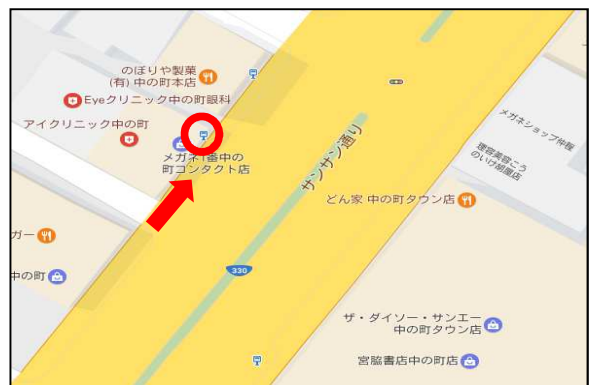 のぼりや製菓
(有) 中の町本店
Eyeクリニック中の町眼科
アイクリニック中の町
メガネ1番中の
町コンタクト店
メガネショップ仲程
理容美容こう
のいけ胡屋店
サンサン通り
どん家 中の町タウン店
ガー
中の町
330
ザ・ダイソー・サンエー
中の町タウン店
宮脇書店中の町店